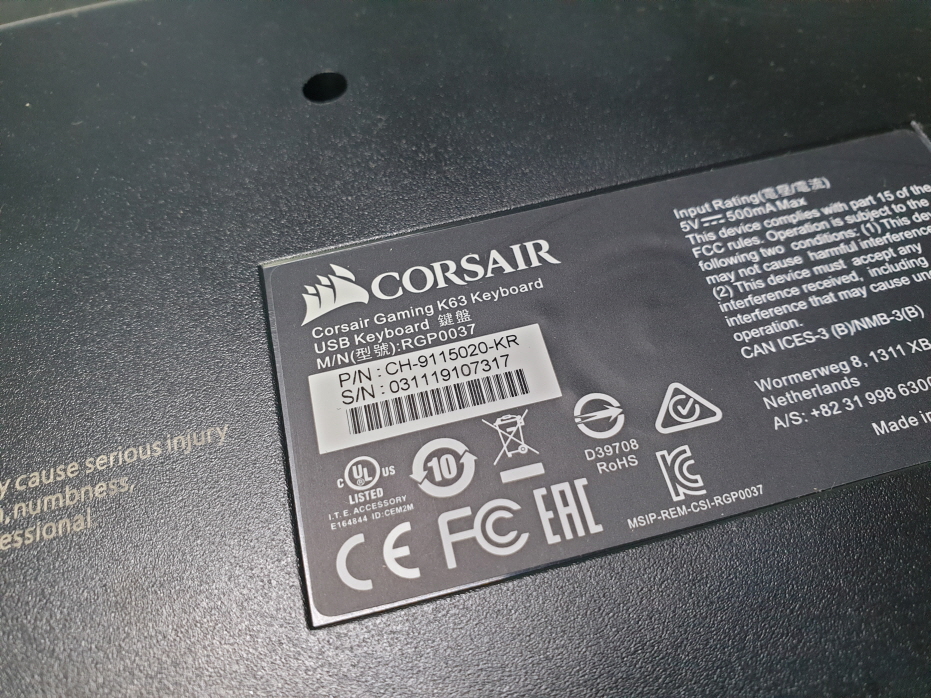 CORSAIR
Corsair Gaming K63 Keyboard
USB Keyboard 鍵盤
M/N(型號):RGP0037
P/N : CH-9115020-KR
S/N : 031119107317
C UL US
LISTED
I.T.E. ACCESSORY
E164844 ID:CEM2M
10
D39708
RoHS
CE FC EAC
MSIP-REM-CSI-RGP0037
Input Rating(電壓/電流)
5V 500mA Max
This device complies with part 15 of the
FCC rules. Operation is subject to the
following two conditions: (1) This
may not cause harmful interference
(2) This device must accept any
interference received, including
interference that may cause
operation.
CAN ICES-3 (B)/NMB-3(B)
Wormerweg 8, 1311 XB
Netherlands
A/S: +82 31 998 630
Made in
cause serious injury
numbness,